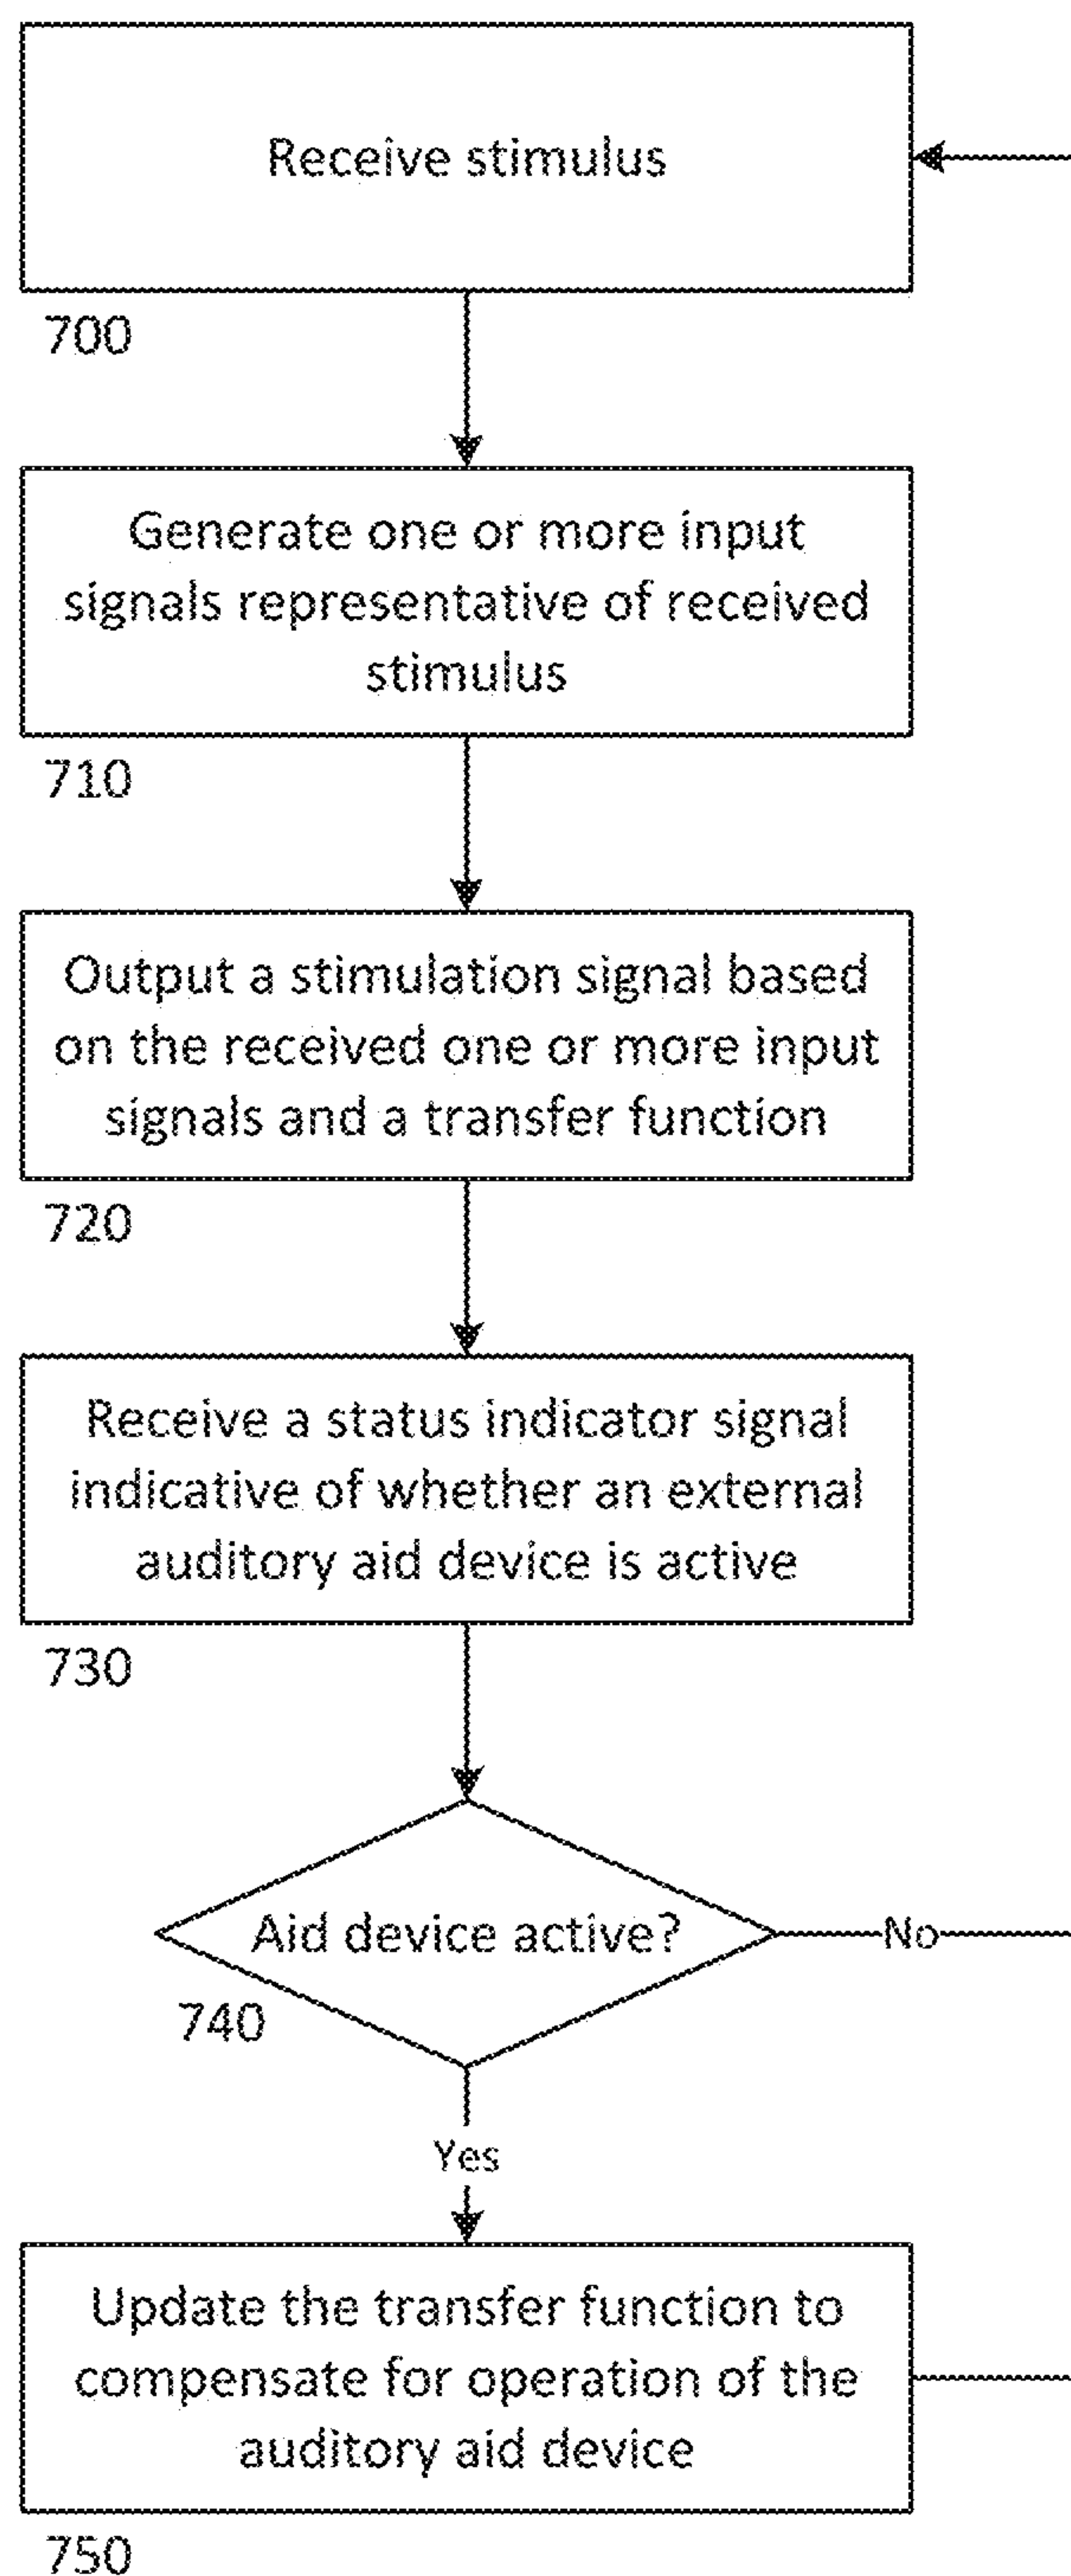 Receive stimulus
700
Generate one or more input
signals representative of received
stimulus
710
Output a stimulation signal based
on the received one or more input
signals and a transfer function
720
Receive a status indicator signal
indicative of whether an external
auditory aid device is active
730
Aid device active?
No
740
Yes
Update the transfer function to
compensate for operation of the
auditory aid device
750